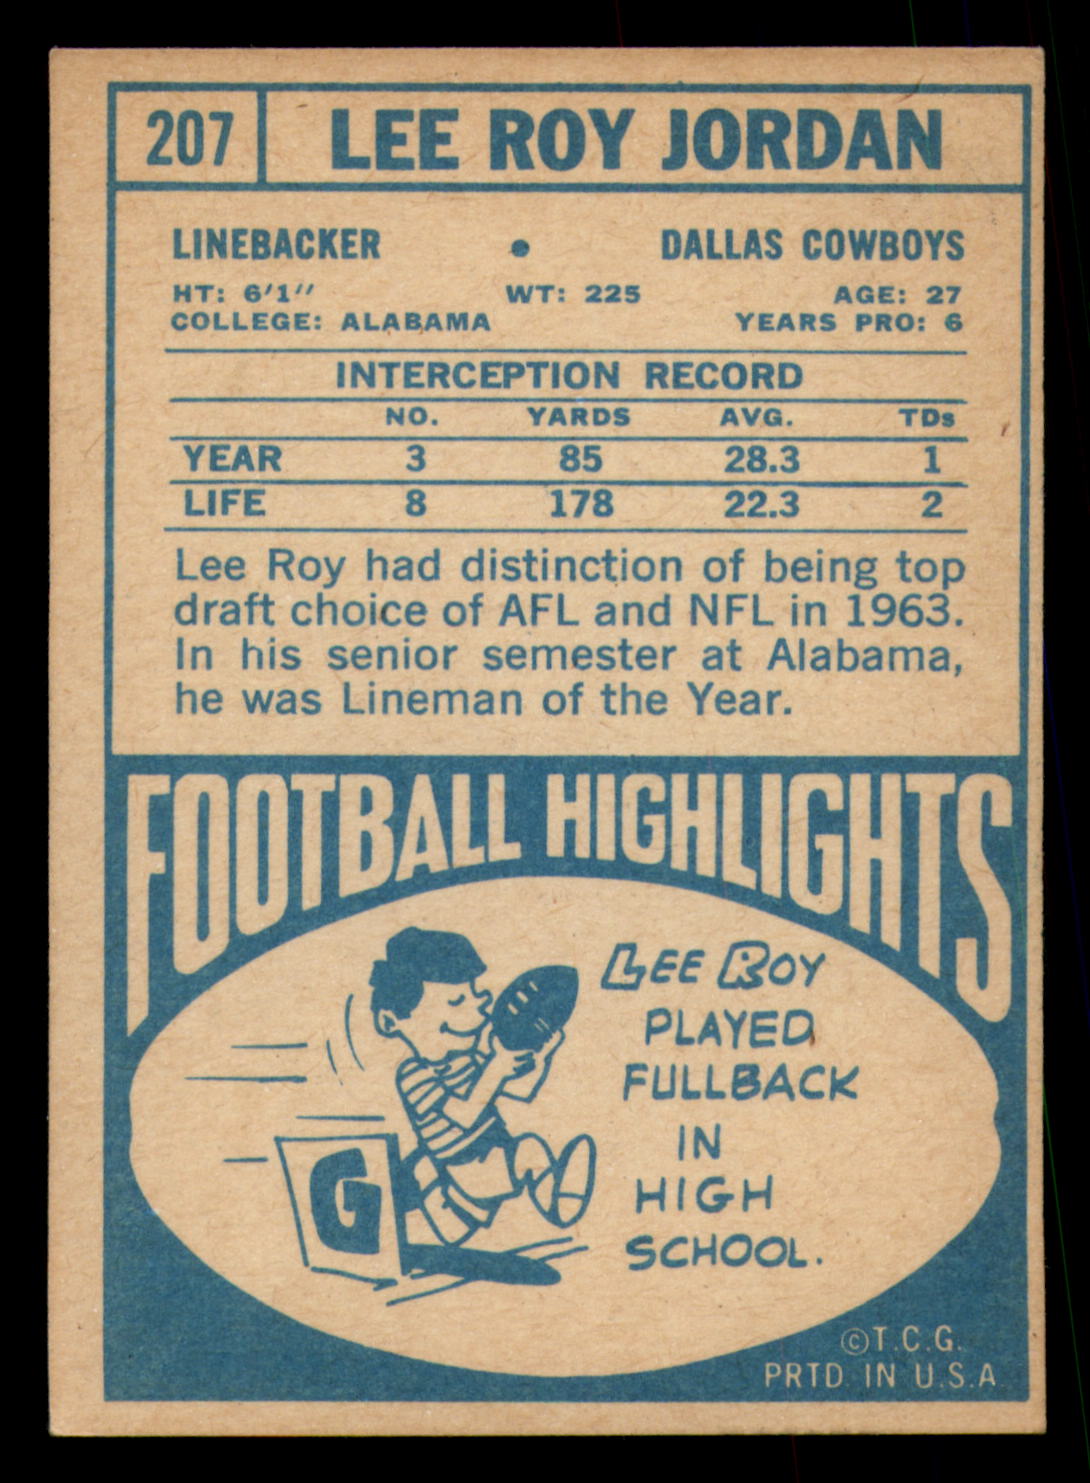 207 LEE ROY JORDAN
LINEBACKER • DALLAS COWBOYS
HT: 6'1" WT: 225 AGE: 27
COLLEGE: ALABAMA YEARS PRO: 6
INTERCEPTION RECORD
NO. YARDS AVG. TDs
YEAR 3 85 28.3 1
LIFE 8 178 22.3 2
Lee Roy had distinction of being top
draft choice of AFL and NFL in 1963.
In his senior semester at Alabama,
he was Lineman of the Year.
FOOTBALL HIGHLIGHTS
LEE ROY
PLAYED
FULLBACK
IN
HIGH
SCHOOL.
G
©T.C.G.
PRTD. IN U.S.A.